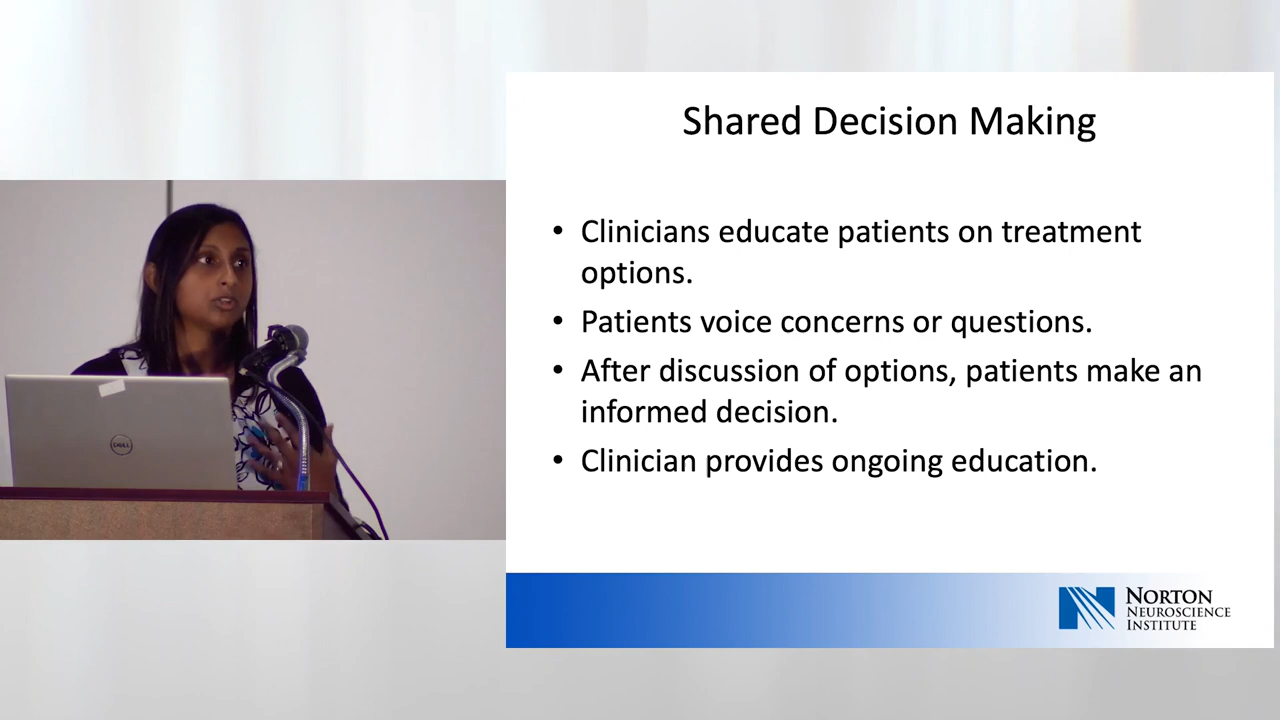 Shared Decision Making
• Clinicians educate patients on treatment
options.
• Patients voice concerns or questions.
• After discussion of options, patients make an
informed decision.
• Clinician provides ongoing education.
DELL
NORTON
NEUROSCIENCE
INSTITUTE